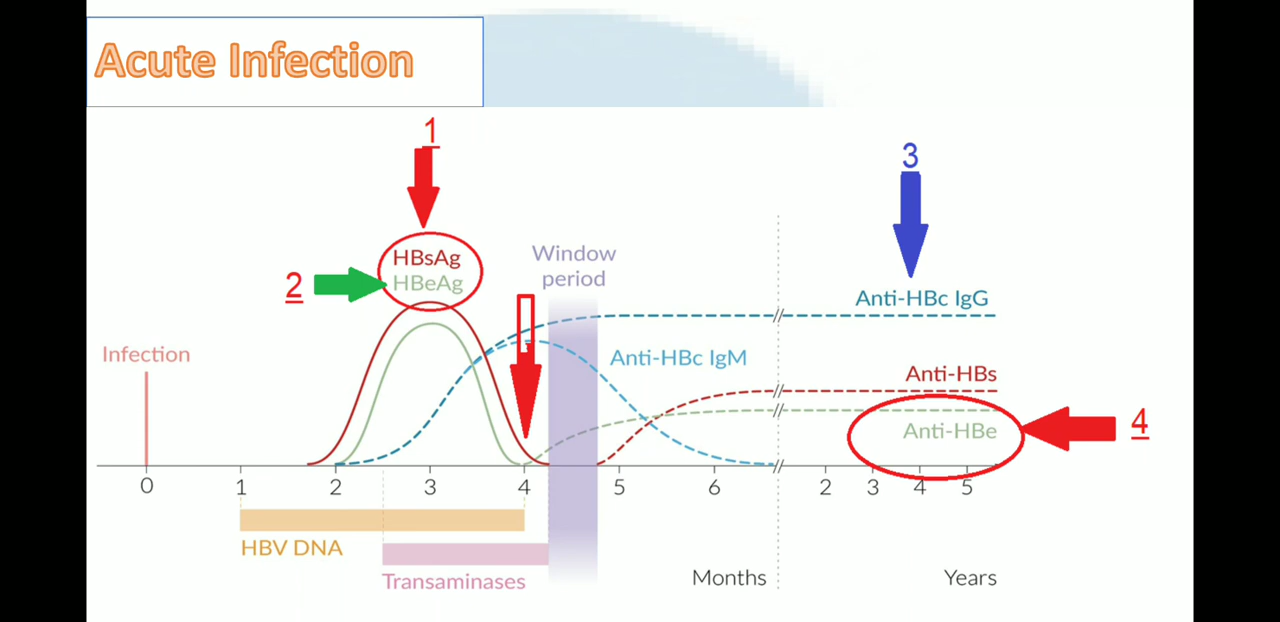 Acute Infection
1
3
Window
period
HBsAg
HBeAg
2
Anti-HBc IgG
Infection
Anti-HBc IgM
Anti-HBs
Anti-HBe
4
0 1 2 3 4 5 6 2 3 4 5
HBV DNA
Transaminases
Months
Years